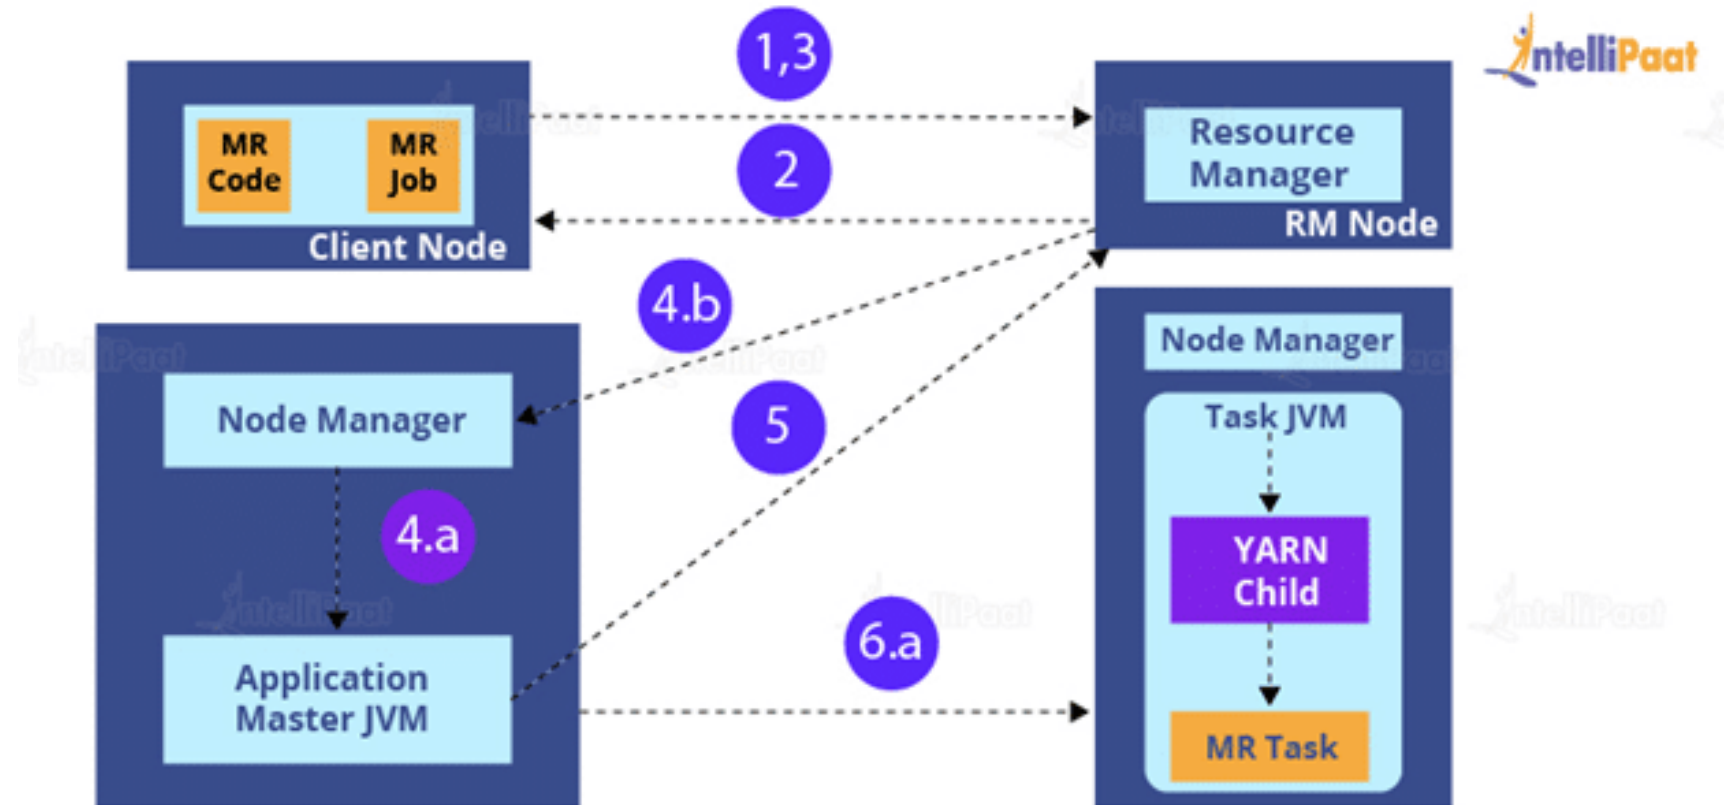 1,3
IntelliPaat
MR
Code
MR
Job
Resource
Manager
2
RM Node
Client Node
4.b
Node Manager
Node Manager
5
Task JVM
4.a
YARN
Child
6.a
Application
Master JVM
MR Task